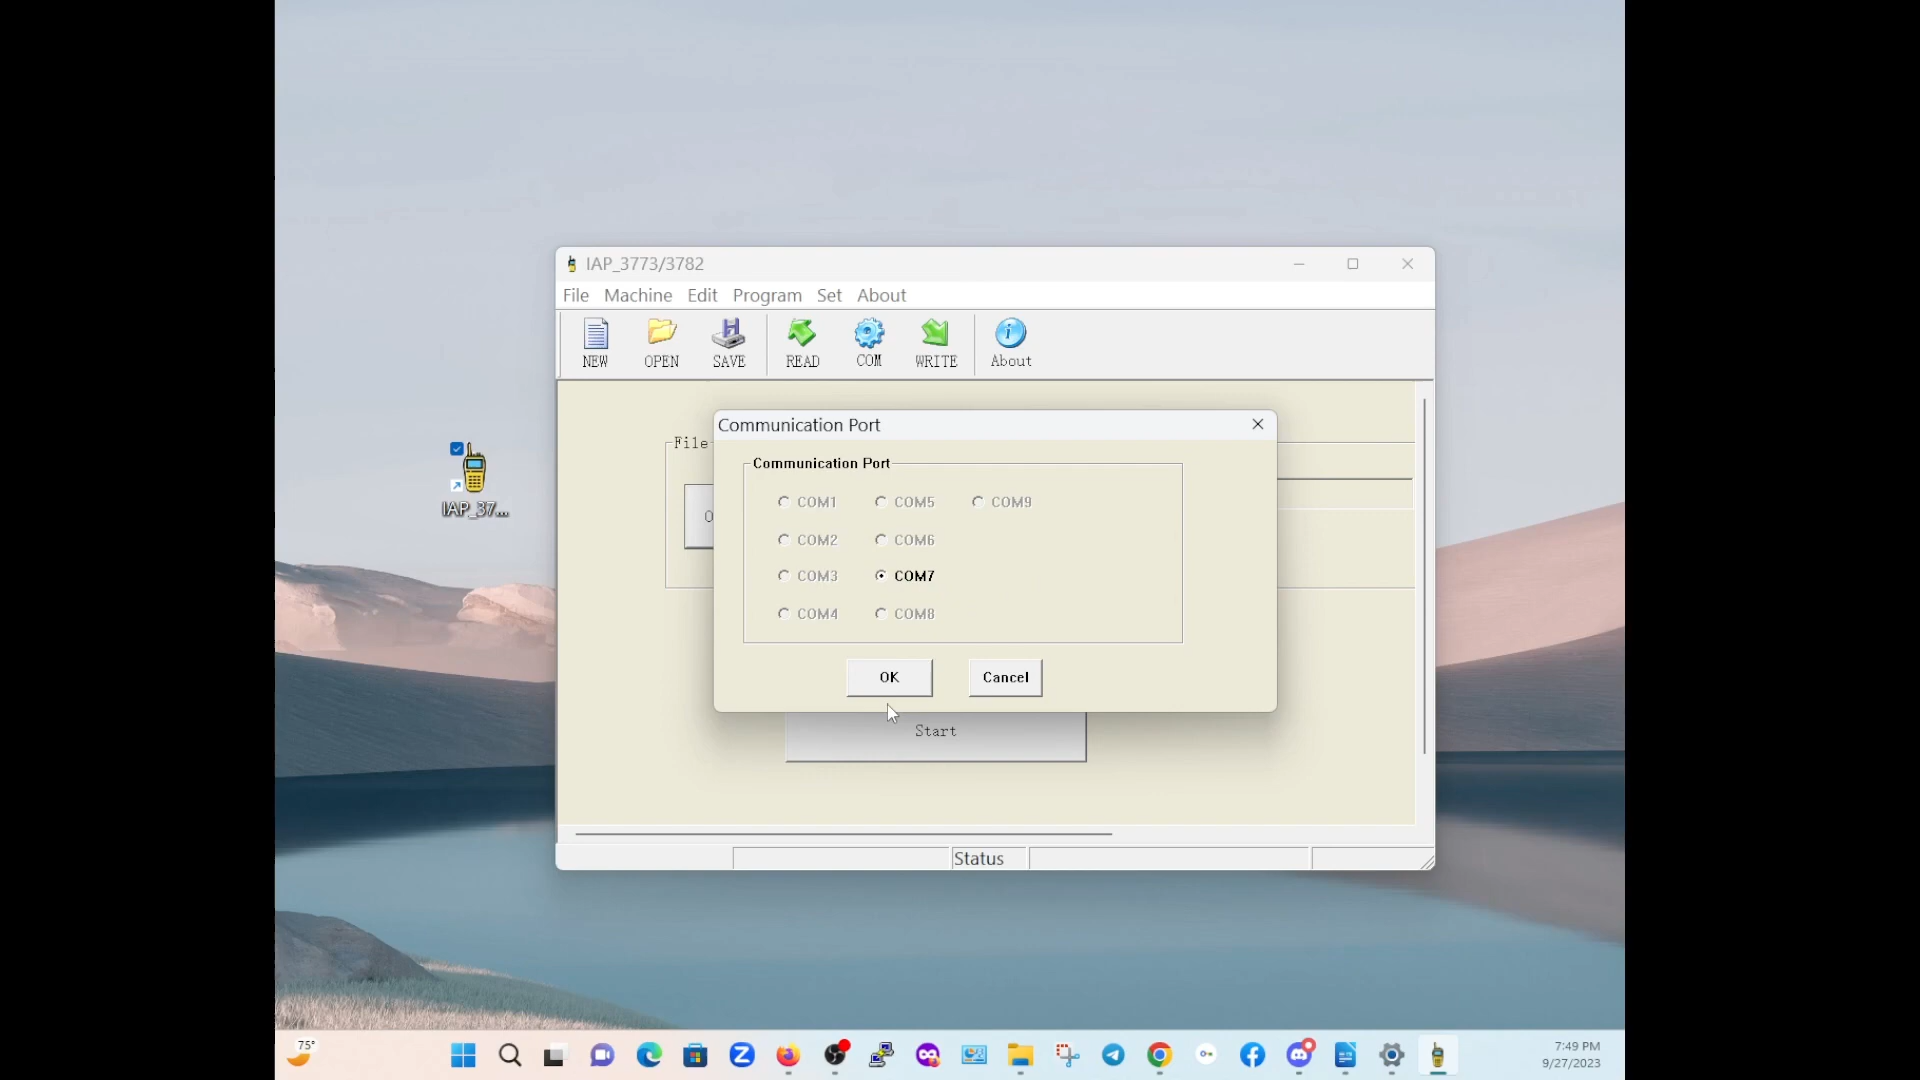 IAP_3773/3782
File Machine Edit Program Set About
NEW OPEN SAVE READ COM WRITE About
File
Communication Port
Communication Port
COM1 COM5 COM9
COM2 COM6
COM3 COM7
COM4 COM8
OK Cancel
Start
Status
IAP_37...
75°
7:49 PM
9/27/2023